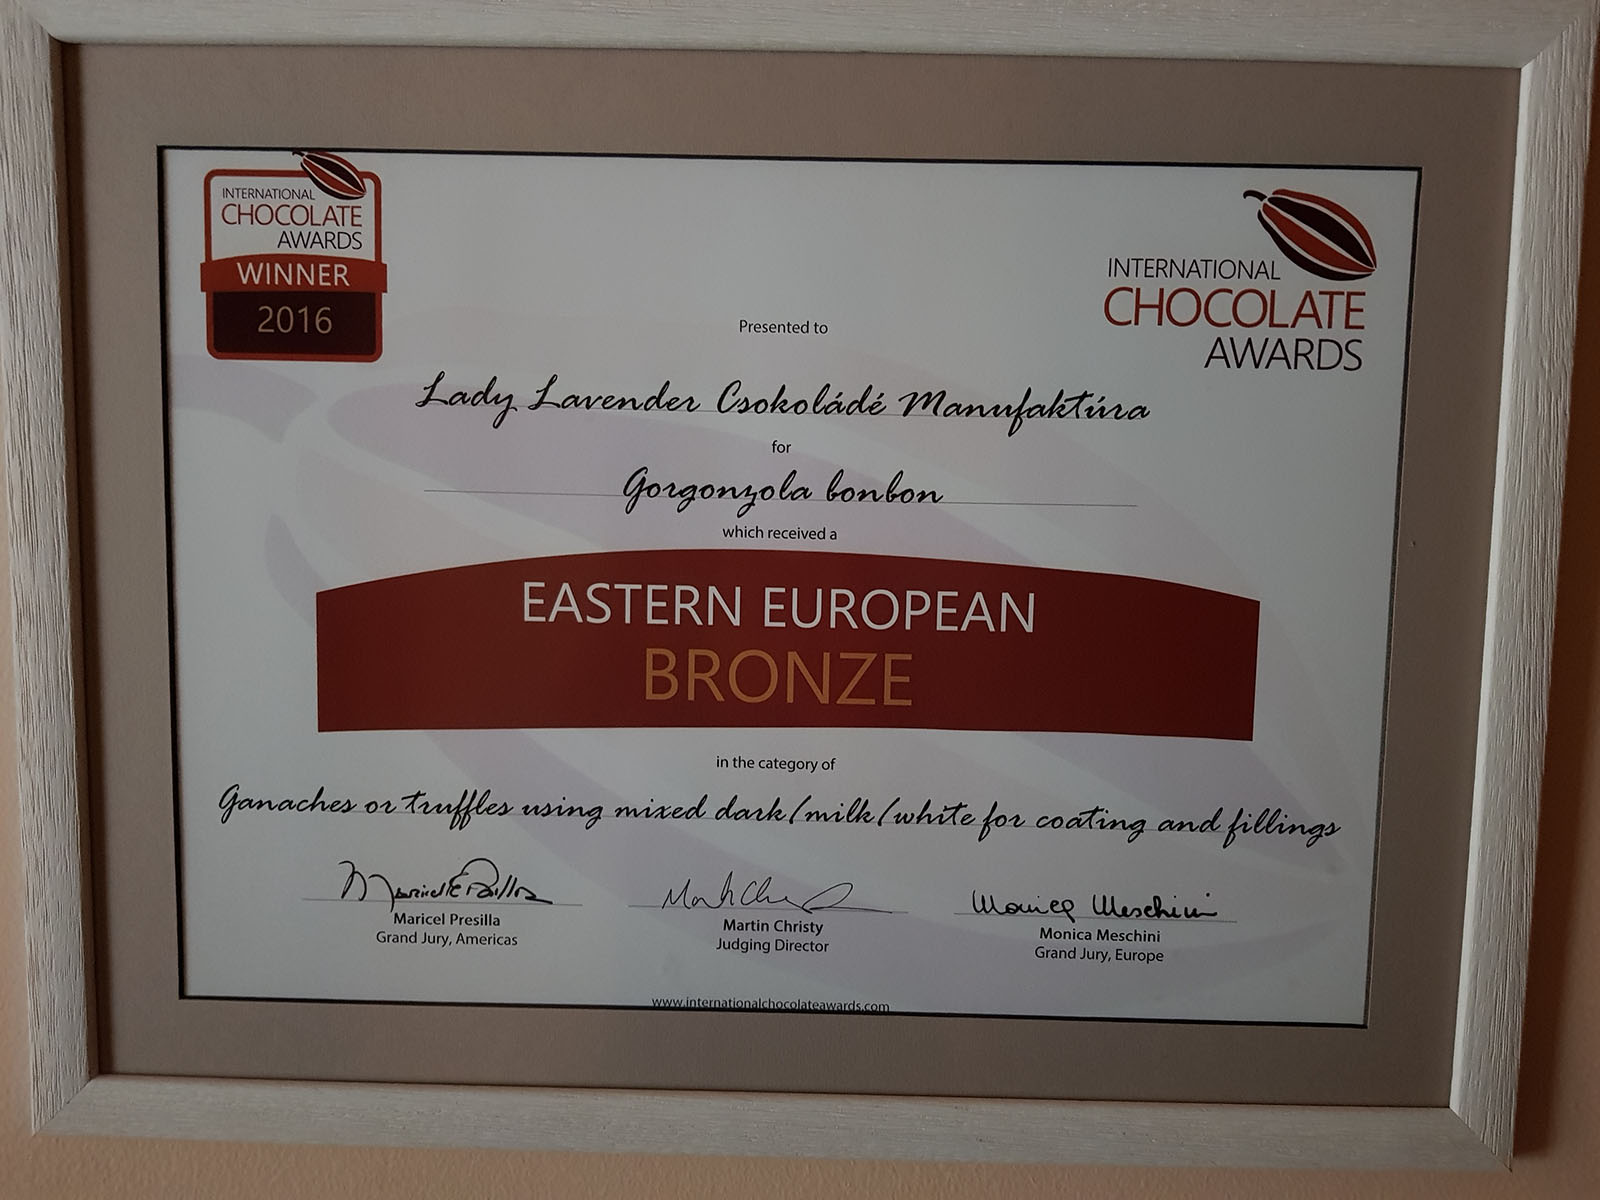 INTERNATIONAL
CHOCOLATE
AWARDS
WINNER
2016
INTERNATIONAL
CHOCOLATE
AWARDS
Presented to
Lady Lavender Csokoládé Manufaktúra
for
Gorgonzola bonbon
which received a
EASTERN EUROPEAN
BRONZE
in the category of
Ganaches or truffles using mixed dark/milk/white for coating and fillings
Maricel Presilla
Grand Jury, Americas
Martin Christy
Judging Director
Monica Meschini
Monica Meschini
Grand Jury, Europe
www.internationalchocolateawards.com